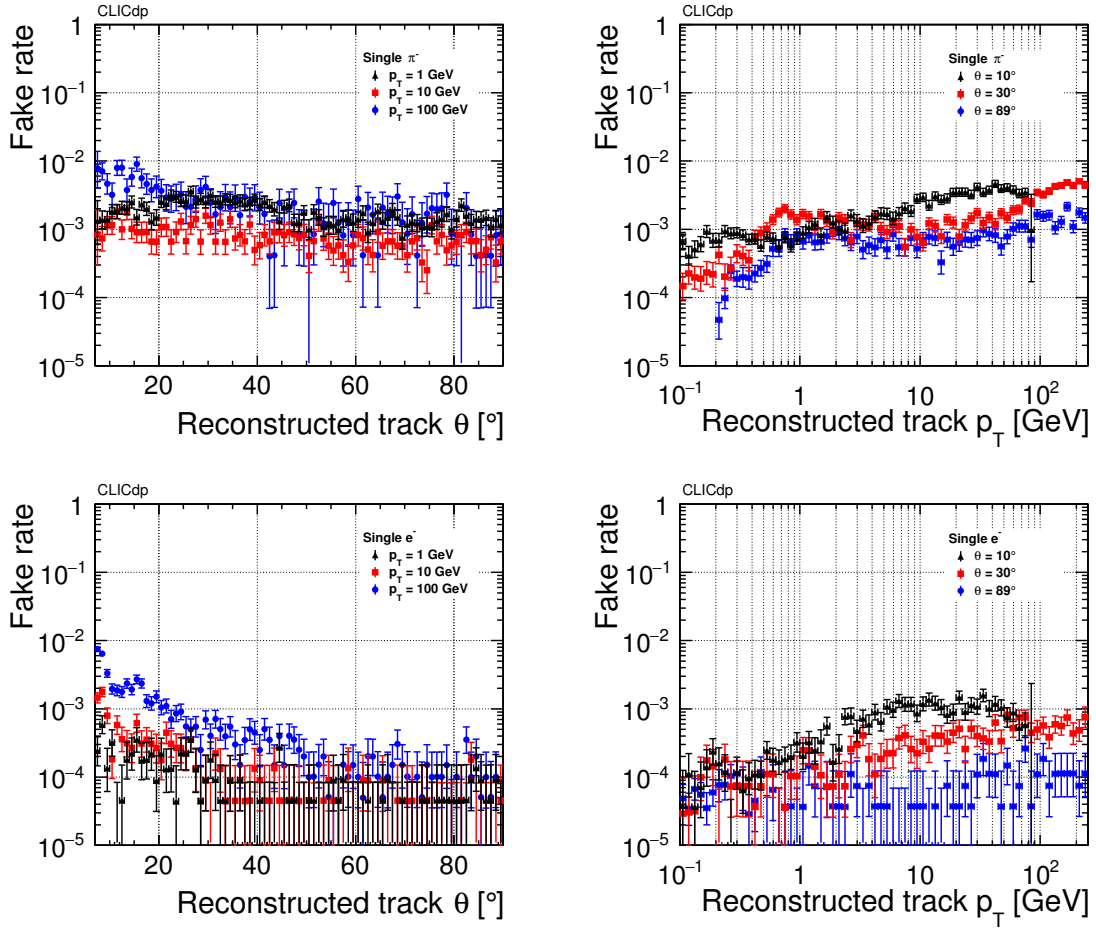 CLICdp
Fake rate
1
10⁻¹
10⁻²
10⁻³
10⁻⁴
10⁻⁵
Single π⁻
p_T = 1 GeV
p_T = 10 GeV
p_T = 100 GeV
20 40 60 80
Reconstructed track θ [°]
CLICdp
Fake rate
1
10⁻¹
10⁻²
10⁻³
10⁻⁴
10⁻⁵
Single π⁻
θ = 10°
θ = 30°
θ = 89°
10⁻¹ 1 10 10²
Reconstructed track p_T [GeV]
CLICdp
Fake rate
1
10⁻¹
10⁻²
10⁻³
10⁻⁴
10⁻⁵
Single e⁻
p_T = 1 GeV
p_T = 10 GeV
p_T = 100 GeV
20 40 60 80
Reconstructed track θ [°]
CLICdp
Fake rate
1
10⁻¹
10⁻²
10⁻³
10⁻⁴
10⁻⁵
Single e⁻
θ = 10°
θ = 30°
θ = 89°
10⁻¹ 1 10 10²
Reconstructed track p_T [GeV]